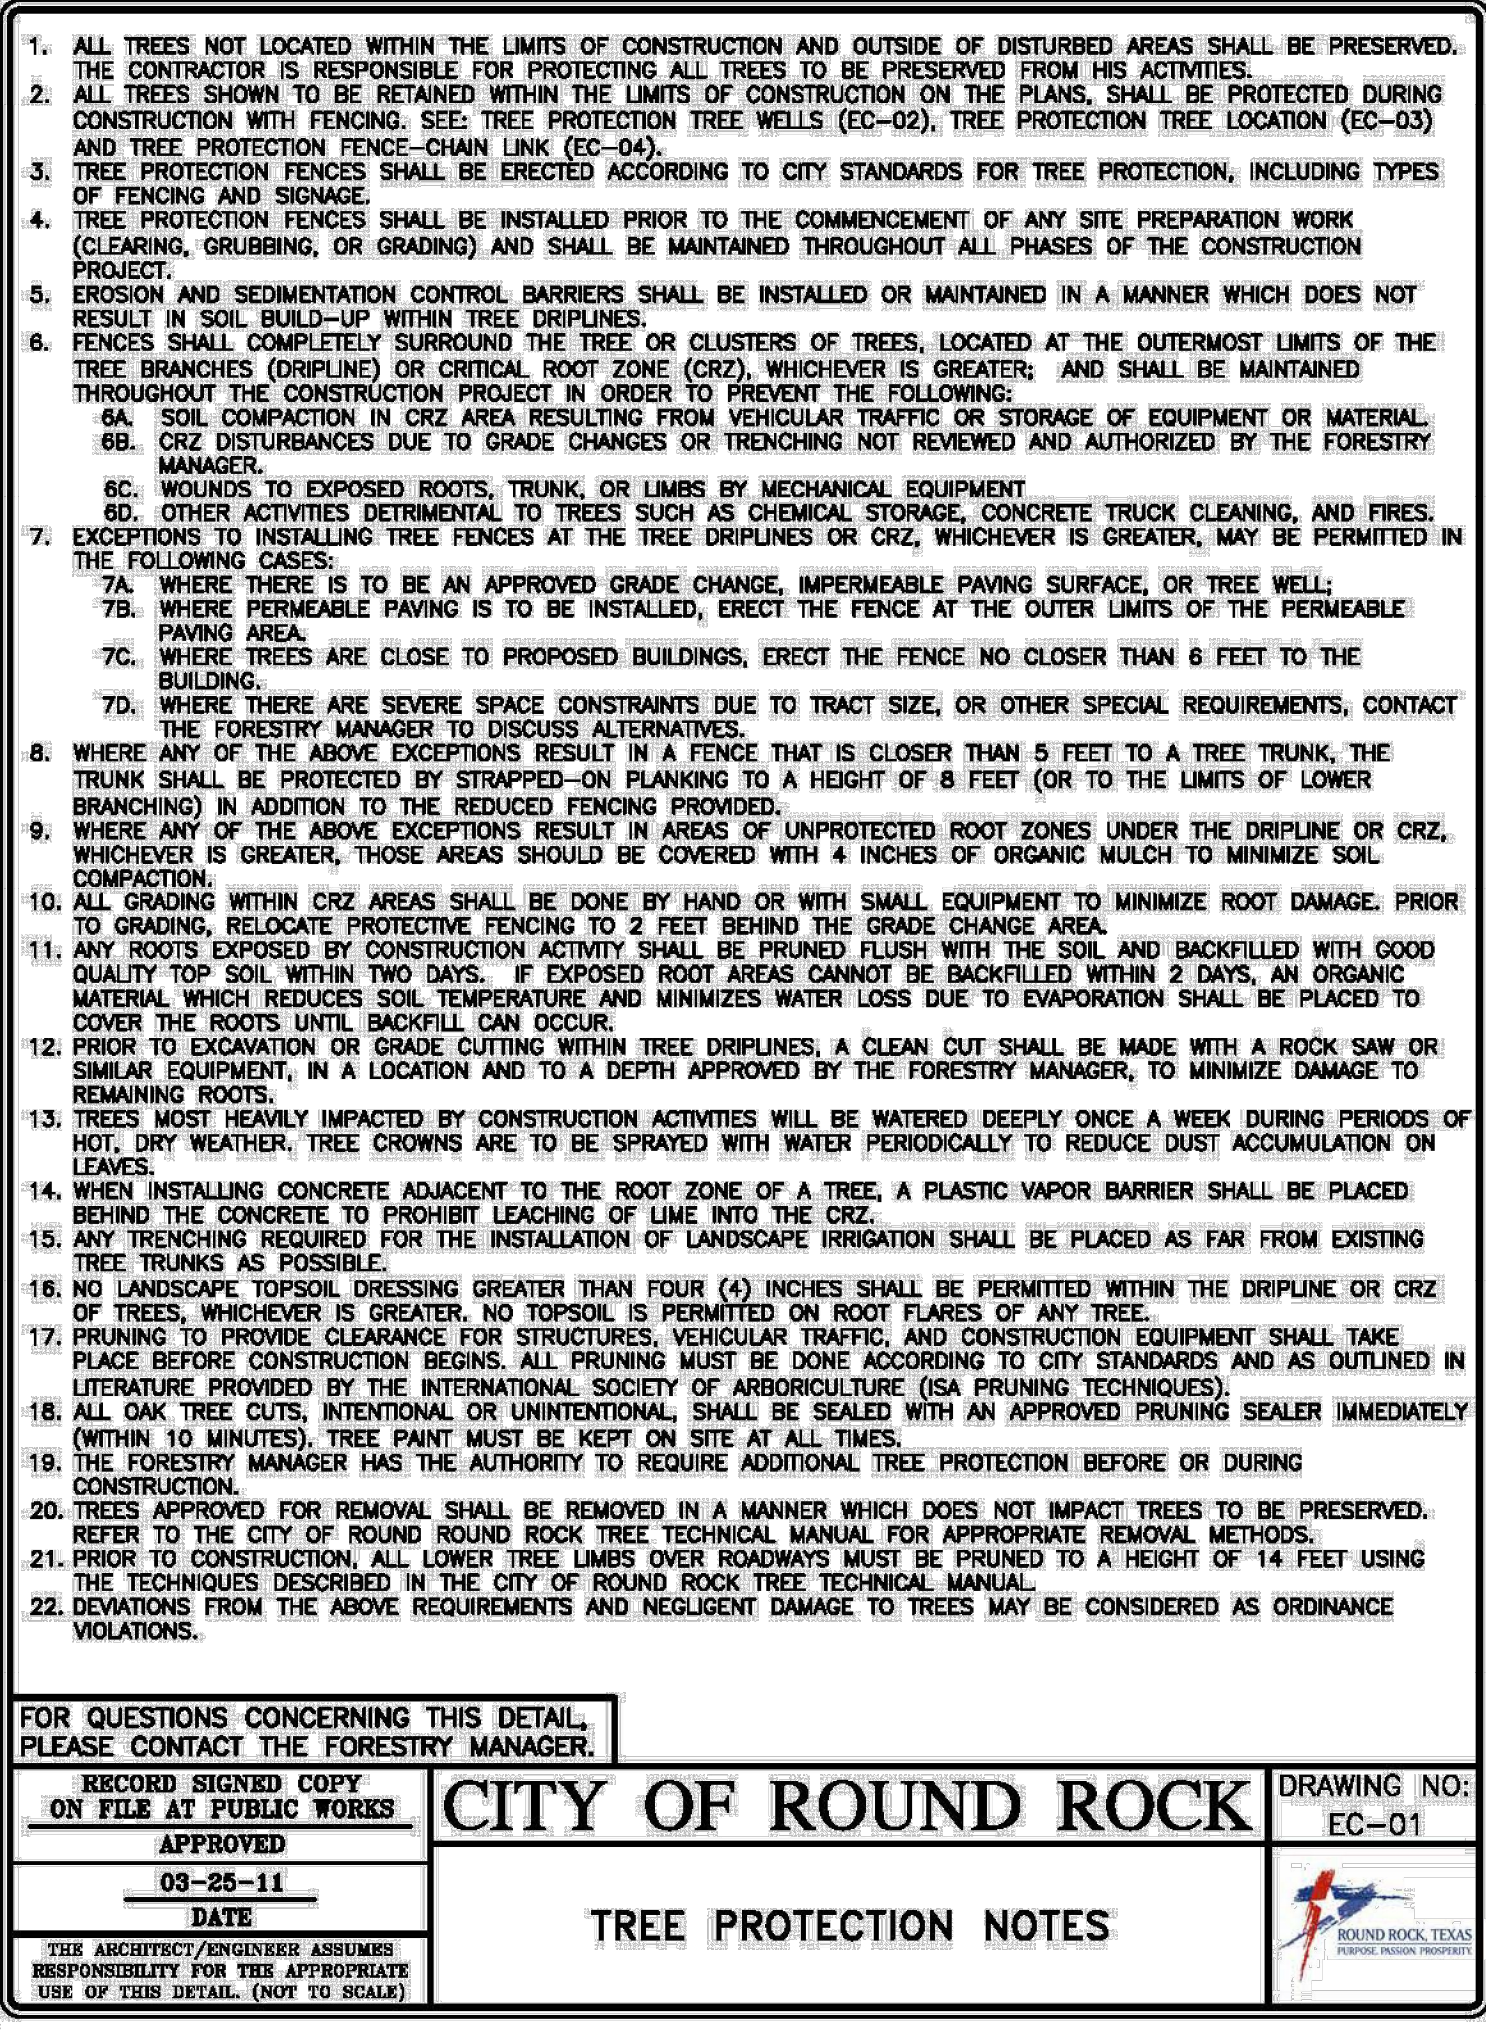 1. ALL TREES NOT LOCATED WITHIN THE LIMITS OF CONSTRUCTION AND OUTSIDE OF DISTURBED AREAS SHALL BE PRESERVED.
THE CONTRACTOR IS RESPONSIBLE FOR PROTECTING ALL TREES TO BE PRESERVED FROM HIS ACTIVITIES.
2. ALL TREES SHOWN TO BE RETAINED WITHIN THE LIMITS OF CONSTRUCTION ON THE PLANS, SHALL BE PROTECTED DURING
CONSTRUCTION WITH FENCING. SEE: TREE PROTECTION TREE WELLS (EC-02), TREE PROTECTION TREE LOCATION (EC-03)
AND TREE PROTECTION FENCE-CHAIN LINK (EC-04).
3. TREE PROTECTION FENCES SHALL BE ERECTED ACCORDING TO CITY STANDARDS FOR TREE PROTECTION, INCLUDING TYPES
OF FENCING AND SIGNAGE.
4. TREE PROTECTION FENCES SHALL BE INSTALLED PRIOR TO THE COMMENCEMENT OF ANY SITE PREPARATION WORK
(CLEARING, GRUBBING, OR GRADING) AND SHALL BE MAINTAINED THROUGHOUT ALL PHASES OF THE CONSTRUCTION
PROJECT.
5. EROSION AND SEDIMENTATION CONTROL BARRIERS SHALL BE INSTALLED OR MAINTAINED IN A MANNER WHICH DOES NOT
RESULT IN SOIL BUILD-UP WITHIN TREE DRIPLINES.
6. FENCES SHALL COMPLETELY SURROUND THE TREE OR CLUSTERS OF TREES, LOCATED AT THE OUTERMOST LIMITS OF THE
TREE BRANCHES (DRIPLINE) OR CRITICAL ROOT ZONE (CRZ), WHICHEVER IS GREATER; AND SHALL BE MAINTAINED
THROUGHOUT THE CONSTRUCTION PROJECT IN ORDER TO PREVENT THE FOLLOWING:
6A. SOIL COMPACTION IN CRZ AREA RESULTING FROM VEHICULAR TRAFFIC OR STORAGE OF EQUIPMENT OR MATERIAL.
6B. CRZ DISTURBANCES DUE TO GRADE CHANGES OR TRENCHING NOT REVIEWED AND AUTHORIZED BY THE FORESTRY
MANAGER.
6C. WOUNDS TO EXPOSED ROOTS, TRUNK, OR LIMBS BY MECHANICAL EQUIPMENT
6D. OTHER ACTIVITIES DETRIMENTAL TO TREES SUCH AS CHEMICAL STORAGE, CONCRETE TRUCK CLEANING, AND FIRES.
7. EXCEPTIONS TO INSTALLING TREE FENCES AT THE TREE DRIPLINES OR CRZ, WHICHEVER IS GREATER, MAY BE PERMITTED IN
THE FOLLOWING CASES:
7A. WHERE THERE IS TO BE AN APPROVED GRADE CHANGE, IMPERMEABLE PAVING SURFACE, OR TREE WELL;
7B. WHERE PERMEABLE PAVING IS TO BE INSTALLED, ERECT THE FENCE AT THE OUTER LIMITS OF THE PERMEABLE
PAVING AREA.
7C. WHERE TREES ARE CLOSE TO PROPOSED BUILDINGS, ERECT THE FENCE NO CLOSER THAN 6 FEET TO THE
BUILDING.
7D. WHERE THERE ARE SEVERE SPACE CONSTRAINTS DUE TO TRACT SIZE, OR OTHER SPECIAL REQUIREMENTS, CONTACT
THE FORESTRY MANAGER TO DISCUSS ALTERNATIVES.
8. WHERE ANY OF THE ABOVE EXCEPTIONS RESULT IN A FENCE THAT IS CLOSER THAN 5 FEET TO A TREE TRUNK, THE
TRUNK SHALL BE PROTECTED BY STRAPPED-ON PLANKING TO A HEIGHT OF 8 FEET (OR TO THE LIMITS OF LOWER
BRANCHING) IN ADDITION TO THE REDUCED FENCING PROVIDED.
9. WHERE ANY OF THE ABOVE EXCEPTIONS RESULT IN AREAS OF UNPROTECTED ROOT ZONES UNDER THE DRIPLINE OR CRZ,
WHICHEVER IS GREATER, THOSE AREAS SHOULD BE COVERED WITH 4 INCHES OF ORGANIC MULCH TO MINIMIZE SOIL
COMPACTION.
10. ALL GRADING WITHIN CRZ AREAS SHALL BE DONE BY HAND OR WITH SMALL EQUIPMENT TO MINIMIZE ROOT DAMAGE. PRIOR
TO GRADING, RELOCATE PROTECTIVE FENCING TO 2 FEET BEHIND THE GRADE CHANGE AREA.
11. ANY ROOTS EXPOSED BY CONSTRUCTION ACTIVITY SHALL BE PRUNED FLUSH WITH THE SOIL AND BACKFILLED WITH GOOD
QUALITY TOP SOIL WITHIN TWO DAYS. IF EXPOSED ROOT AREAS CANNOT BE BACKFILLED WITHIN 2 DAYS, AN ORGANIC
MATERIAL WHICH REDUCES SOIL TEMPERATURE AND MINIMIZES WATER LOSS DUE TO EVAPORATION SHALL BE PLACED TO
COVER THE ROOTS UNTIL BACKFILL CAN OCCUR.
12. PRIOR TO EXCAVATION OR GRADE CUTTING WITHIN TREE DRIPLINES, A CLEAN CUT SHALL BE MADE WITH A ROCK SAW OR
SIMILAR EQUIPMENT, IN A LOCATION AND TO A DEPTH APPROVED BY THE FORESTRY MANAGER, TO MINIMIZE DAMAGE TO
REMAINING ROOTS.
13. TREES MOST HEAVILY IMPACTED BY CONSTRUCTION ACTIVITIES WILL BE WATERED DEEPLY ONCE A WEEK DURING PERIODS OF
HOT, DRY WEATHER. TREE CROWNS ARE TO BE SPRAYED WITH WATER PERIODICALLY TO REDUCE DUST ACCUMULATION ON
LEAVES.
14. WHEN INSTALLING CONCRETE ADJACENT TO THE ROOT ZONE OF A TREE, A PLASTIC VAPOR BARRIER SHALL BE PLACED
BEHIND THE CONCRETE TO PROHIBIT LEACHING OF LIME INTO THE CRZ.
15. ANY TRENCHING REQUIRED FOR THE INSTALLATION OF LANDSCAPE IRRIGATION SHALL BE PLACED AS FAR FROM EXISTING
TREE TRUNKS AS POSSIBLE.
16. NO LANDSCAPE TOPSOIL DRESSING GREATER THAN FOUR (4) INCHES SHALL BE PERMITTED WITHIN THE DRIPLINE OR CRZ
OF TREES, WHICHEVER IS GREATER. NO TOPSOIL IS PERMITTED ON ROOT FLARES OF ANY TREE.
17. PRUNING TO PROVIDE CLEARANCE FOR STRUCTURES, VEHICULAR TRAFFIC, AND CONSTRUCTION EQUIPMENT SHALL TAKE
PLACE BEFORE CONSTRUCTION BEGINS. ALL PRUNING MUST BE DONE ACCORDING TO CITY STANDARDS AND AS OUTLINED IN
LITERATURE PROVIDED BY THE INTERNATIONAL SOCIETY OF ARBORICULTURE (ISA PRUNING TECHNIQUES).
18. ALL OAK TREE CUTS, INTENTIONAL OR UNINTENTIONAL, SHALL BE SEALED WITH AN APPROVED PRUNING SEALER IMMEDIATELY
(WITHIN 10 MINUTES). TREE PAINT MUST BE KEPT ON SITE AT ALL TIMES.
19. THE FORESTRY MANAGER HAS THE AUTHORITY TO REQUIRE ADDITIONAL TREE PROTECTION BEFORE OR DURING
CONSTRUCTION.
20. TREES APPROVED FOR REMOVAL SHALL BE REMOVED IN A MANNER WHICH DOES NOT IMPACT TREES TO BE PRESERVED.
REFER TO THE CITY OF ROUND ROUND ROCK TREE TECHNICAL MANUAL FOR APPROPRIATE REMOVAL METHODS.
21. PRIOR TO CONSTRUCTION, ALL LOWER TREE LIMBS OVER ROADWAYS MUST BE PRUNED TO A HEIGHT OF 14 FEET USING
THE TECHNIQUES DESCRIBED IN THE CITY OF ROUND ROCK TREE TECHNICAL MANUAL.
22. DEVIATIONS FROM THE ABOVE REQUIREMENTS AND NEGLIGENT DAMAGE TO TREES MAY BE CONSIDERED AS ORDINANCE
VIOLATIONS.
FOR QUESTIONS CONCERNING THIS DETAIL,
PLEASE CONTACT THE FORESTRY MANAGER.
RECORD SIGNED COPY
ON FILE AT PUBLIC WORKS
APPROVED
03-25-11
DATE
THE ARCHITECT/ENGINEER ASSUMES
RESPONSIBILITY FOR THE APPROPRIATE
USE OF THIS DETAIL. (NOT TO SCALE)
CITY OF ROUND ROCK
TREE PROTECTION NOTES
DRAWING NO:
EC-01
ROUND ROCK, TEXAS
PURPOSE. PASSION. PROSPERITY.